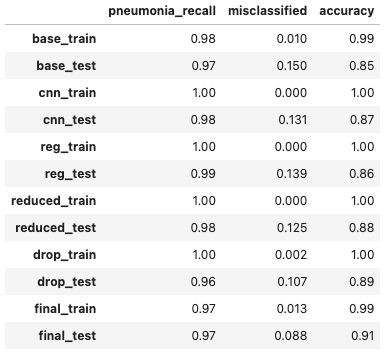 pneumonia_recall misclassified accuracy
base_train 0.98 0.010 0.99
base_test 0.97 0.150 0.85
cnn_train 1.00 0.000 1.00
cnn_test 0.98 0.131 0.87
reg_train 1.00 0.000 1.00
reg_test 0.99 0.139 0.86
reduced_train 1.00 0.000 1.00
reduced_test 0.98 0.125 0.88
drop_train 1.00 0.002 1.00
drop_test 0.96 0.107 0.89
final_train 0.97 0.013 0.99
final_test 0.97 0.088 0.91